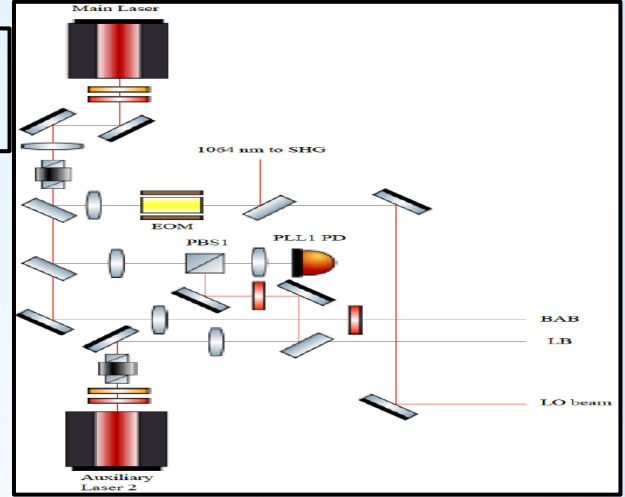 Main Laser
1064 nm to SHG
EOM
PBS1
PLL1 PD
BAB
LB
LO beam
Auxiliary
Laser 2